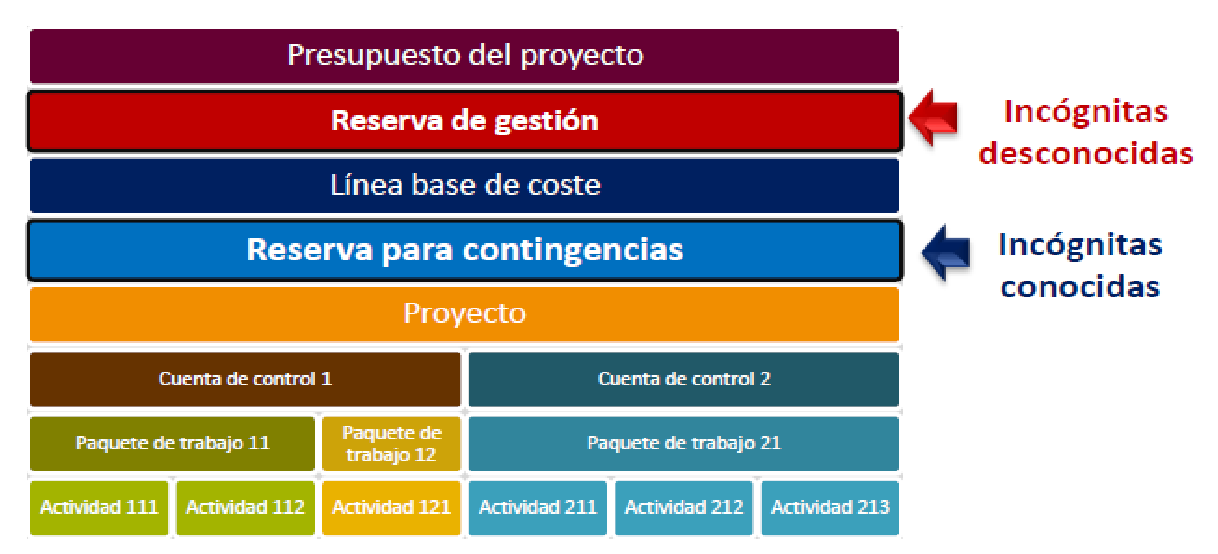 Presupuesto del proyecto
Reserva de gestión
Incógnitas
desconocidas
Línea base de coste
Reserva para contingencias
Incógnitas
conocidas
Proyecto
Cuenta de control 1
Cuenta de control 2
Paquete de trabajo 11
Paquete de
trabajo 12
Paquete de trabajo 21
Actividad 111
Actividad 112
Actividad 121
Actividad 211
Actividad 212
Actividad 213